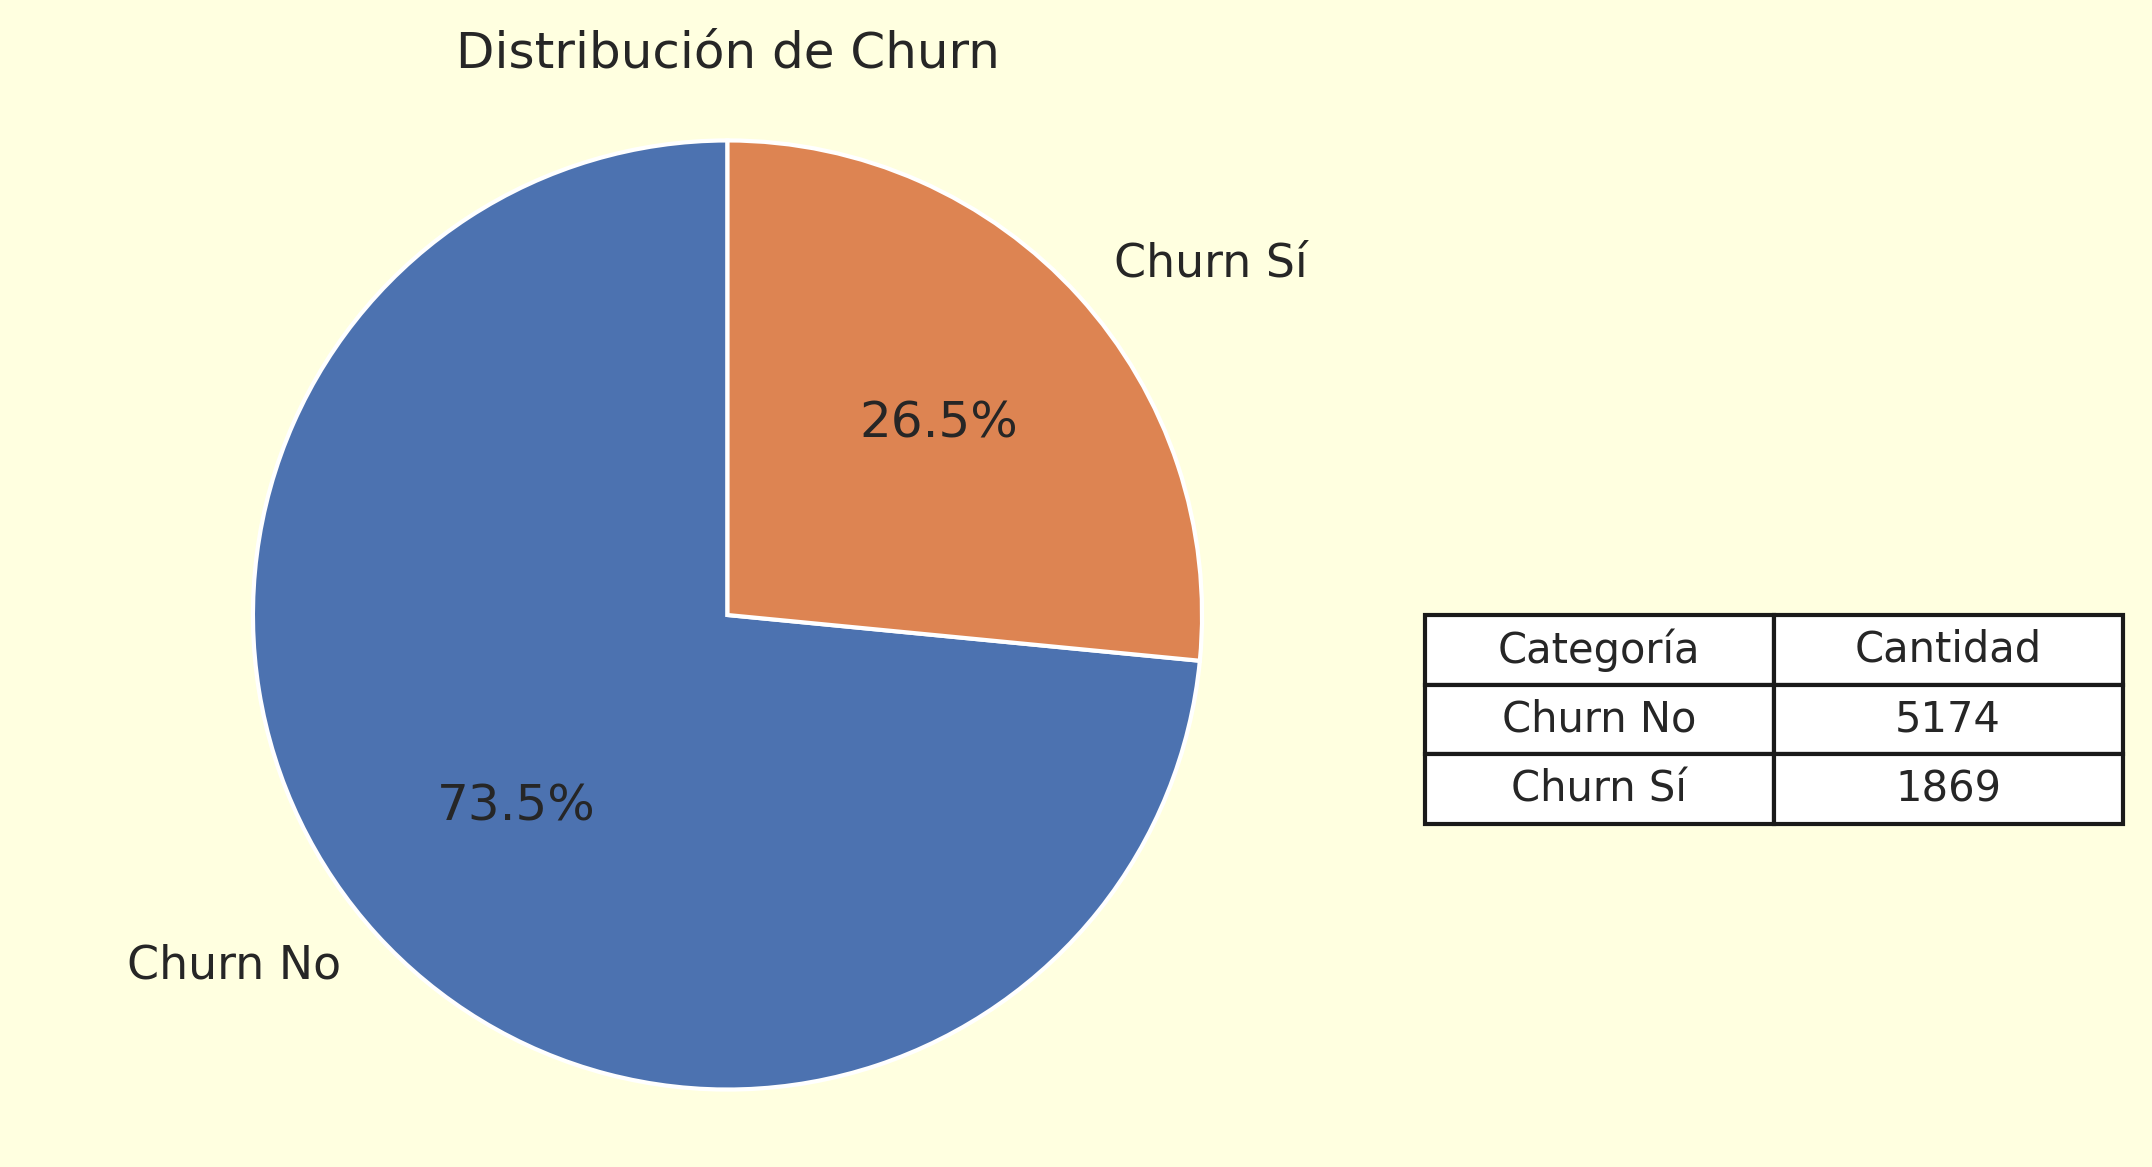 Distribución de Churn
Churn Sí
26.5%
73.5%
Churn No
Categoría Cantidad
Churn No 5174
Churn Sí 1869